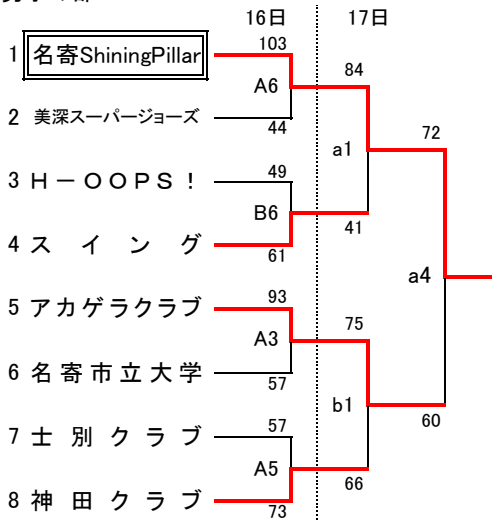 16日 17日
1 名寄ShiningPillar 103
A6 84
2 美深スーパージョーズ 44
a1 72
3 H－OOPS！ 49
B6 41
4 スイング 61
a4
5 アカゲラクラブ 93
A3 75
6 名寄市立大学 57
b1 60
7 士別クラブ 57
A5 66
8 神田クラブ 73